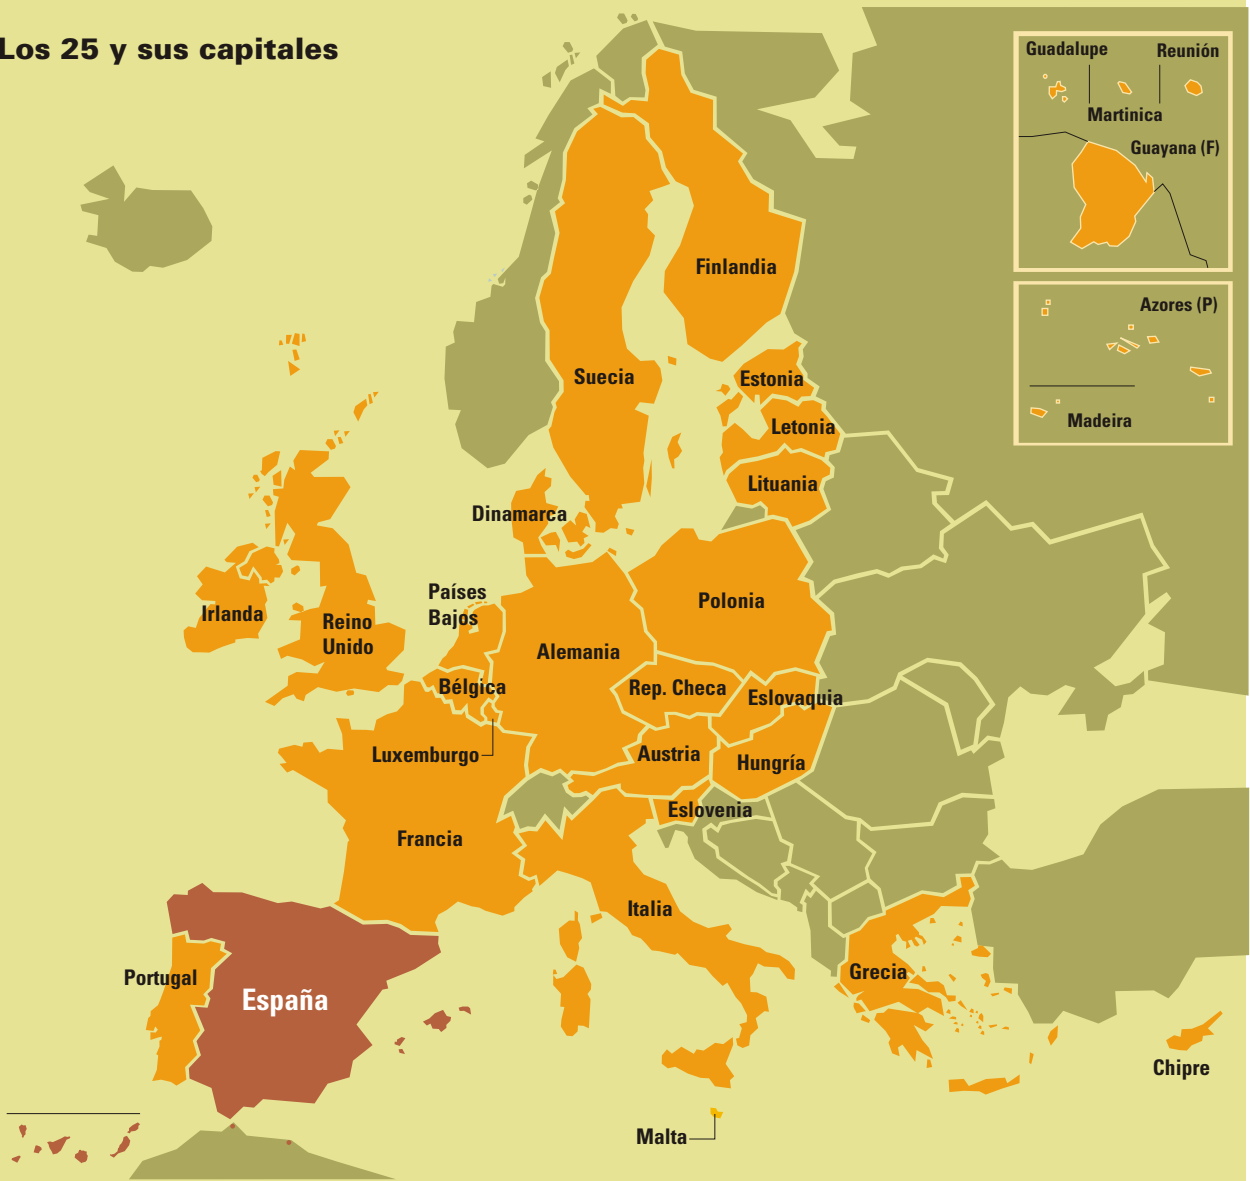 Los 25 y sus capitales
Guadalupe
Reunión
Martinica
Guayana (F)
Azores (P)
Madeira
Finlandia
Suecia
Estonia
Letonia
Lituania
Dinamarca
Irlanda
Reino
Unido
Países
Bajos
Polonia
Alemania
Bélgica
Rep. Checa
Eslovaquia
Luxemburgo
Austria
Hungría
Eslovenia
Francia
Italia
Portugal
España
Grecia
Chipre
Malta